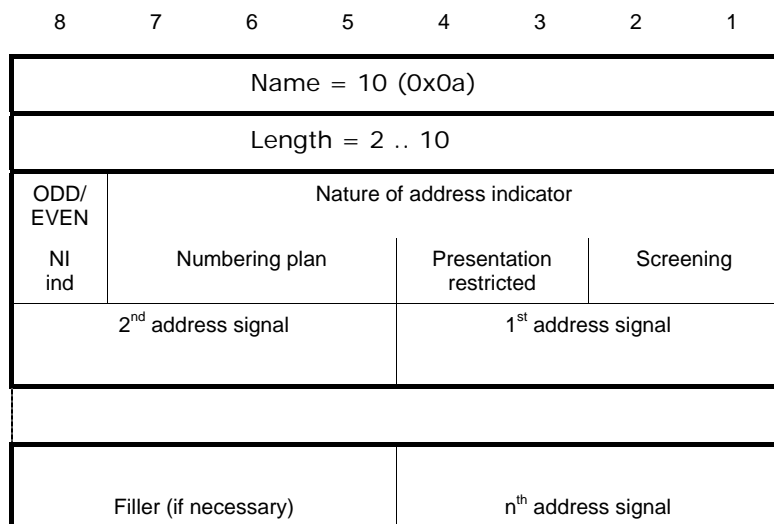 8 7 6 5 4 3 2 1
Name = 10 (0x0a)
Length = 2 .. 10
ODD/ Nature of address indicator
EVEN
NI Numbering plan Presentation Screening
ind restricted
2nd address signal 1st address signal
Filler (if necessary) nth address signal